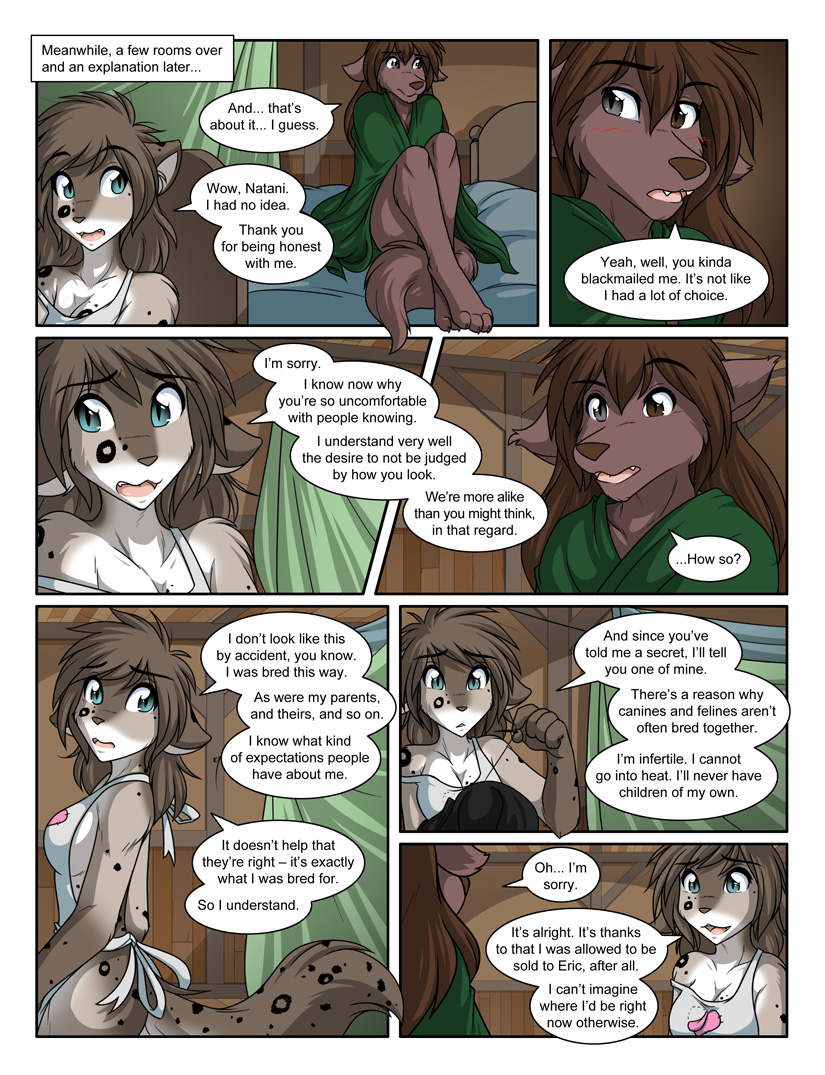 Meanwhile, a few rooms over
and an explanation later...
And... that's
about it... I guess.
Wow, Natani.
I had no idea.
Thank you
for being honest
with me.
Yeah, well, you kinda
blackmailed me. It's not like
I had a lot of choice.
I'm sorry.
I know now why
you're so uncomfortable
with people knowing.
I understand very well
the desire to not be judged
by how you look.
We're more alike
than you might think,
in that regard.
...How so?
I don't look like this
by accident, you know.
I was bred this way.
As were my parents,
and theirs, and so on.
I know what kind
of expectations people
have about me.
It doesn't help that
they're right – it's exactly
what I was bred for.
So I understand.
And since you've
told me a secret, I'll tell
you one of mine.
There's a reason why
canines and felines aren't
often bred together.
I'm infertile. I cannot
go into heat. I'll never have
children of my own.
Oh... I'm
sorry.
It's alright. It's thanks
to that I was allowed to be
sold to Eric, after all.
I can't imagine
where I'd be right
now otherwise.